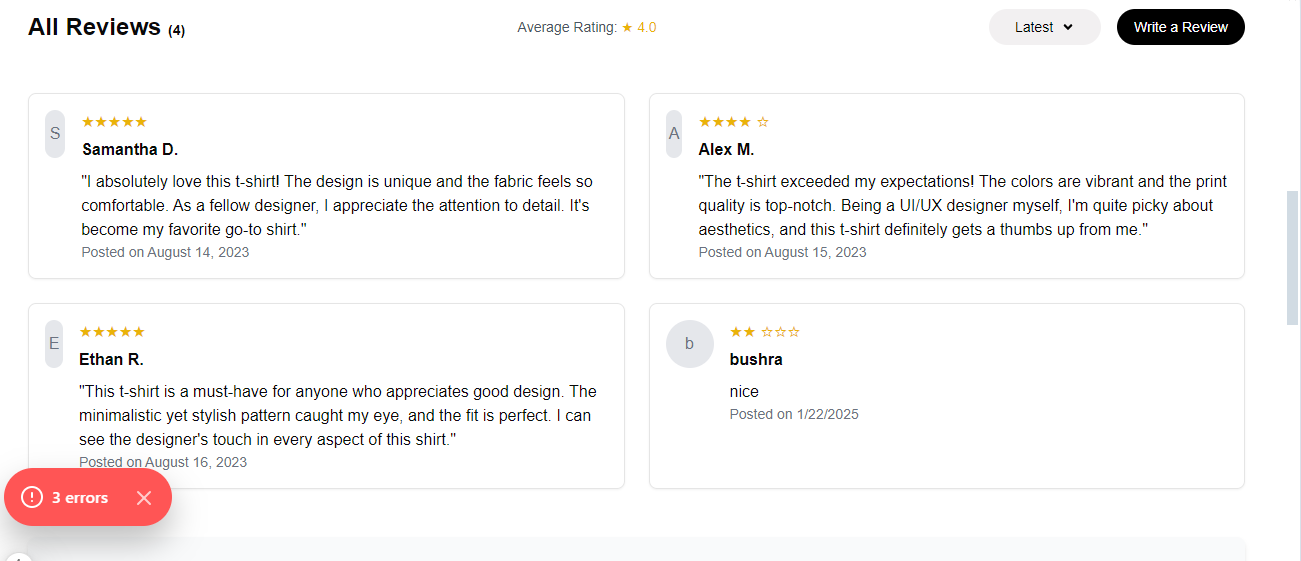 All Reviews (4)
Average Rating: ★ 4.0
Latest
Write a Review
S
★★★★★
Samantha D.
"I absolutely love this t-shirt! The design is unique and the fabric feels so
comfortable. As a fellow designer, I appreciate the attention to detail. It's
become my favorite go-to shirt."
Posted on August 14, 2023
A
★★★★ ☆
Alex M.
"The t-shirt exceeded my expectations! The colors are vibrant and the print
quality is top-notch. Being a UI/UX designer myself, I'm quite picky about
aesthetics, and this t-shirt definitely gets a thumbs up from me."
Posted on August 15, 2023
E
★★★★★
Ethan R.
"This t-shirt is a must-have for anyone who appreciates good design. The
minimalistic yet stylish pattern caught my eye, and the fit is perfect. I can
see the designer's touch in every aspect of this shirt."
Posted on August 16, 2023
b
★★ ☆☆☆
bushra
nice
Posted on 1/22/2025
3 errors